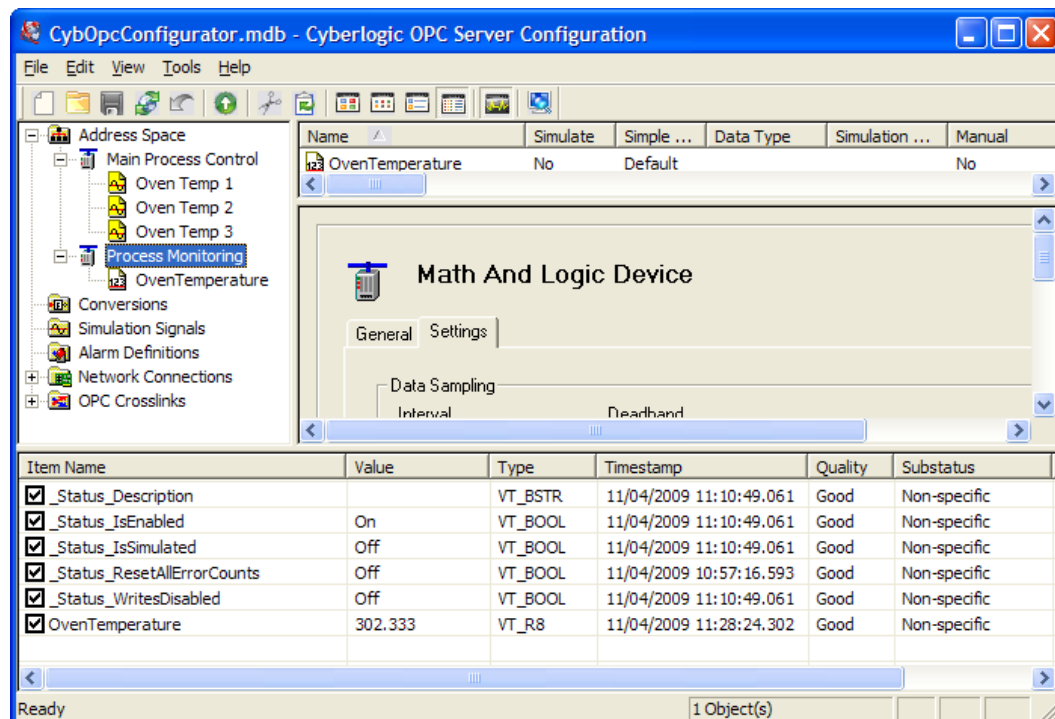 CybOpcConfigurator.mdb - Cyberlogic OPC Server Configuration
File Edit View Tools Help
Address Space
Main Process Control
Oven Temp 1
Oven Temp 2
Oven Temp 3
Process Monitoring
OvenTemperature
Conversions
Simulation Signals
Alarm Definitions
Network Connections
OPC Crosslinks
Name Simulate Simple ... Data Type Simulation ... Manual
OvenTemperature No Default No
Math And Logic Device
General Settings
Data Sampling
Interval Deadband
Item Name Value Type Timestamp Quality Substatus
_Status_Description VT_BSTR 11/04/2009 11:10:49.061 Good Non-specific
_Status_IsEnabled On VT_BOOL 11/04/2009 11:10:49.061 Good Non-specific
_Status_IsSimulated Off VT_BOOL 11/04/2009 11:10:49.061 Good Non-specific
_Status_ResetAllErrorCounts Off VT_BOOL 11/04/2009 10:57:16.593 Good Non-specific
_Status_WritesDisabled Off VT_BOOL 11/04/2009 11:10:49.061 Good Non-specific
OvenTemperature 302.333 VT_R8 11/04/2009 11:28:24.302 Good Non-specific
Ready 1 Object(s)